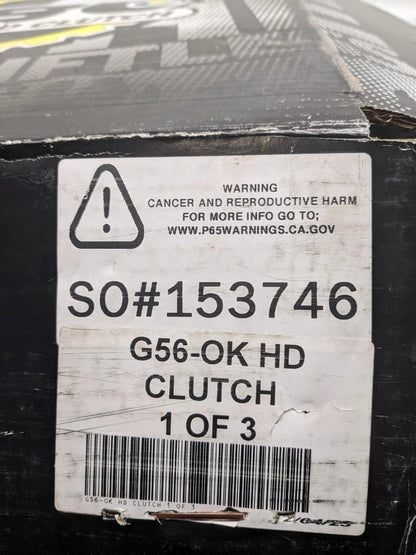 WARNING
CANCER AND REPRODUCTIVE HARM
FOR MORE INFO GO TO;
WWW.P65WARNINGS.CA.GOV
SO#153746
G56-OK HD
CLUTCH
1 OF 3
G56-OK HD CLUTCH 1 OF 3